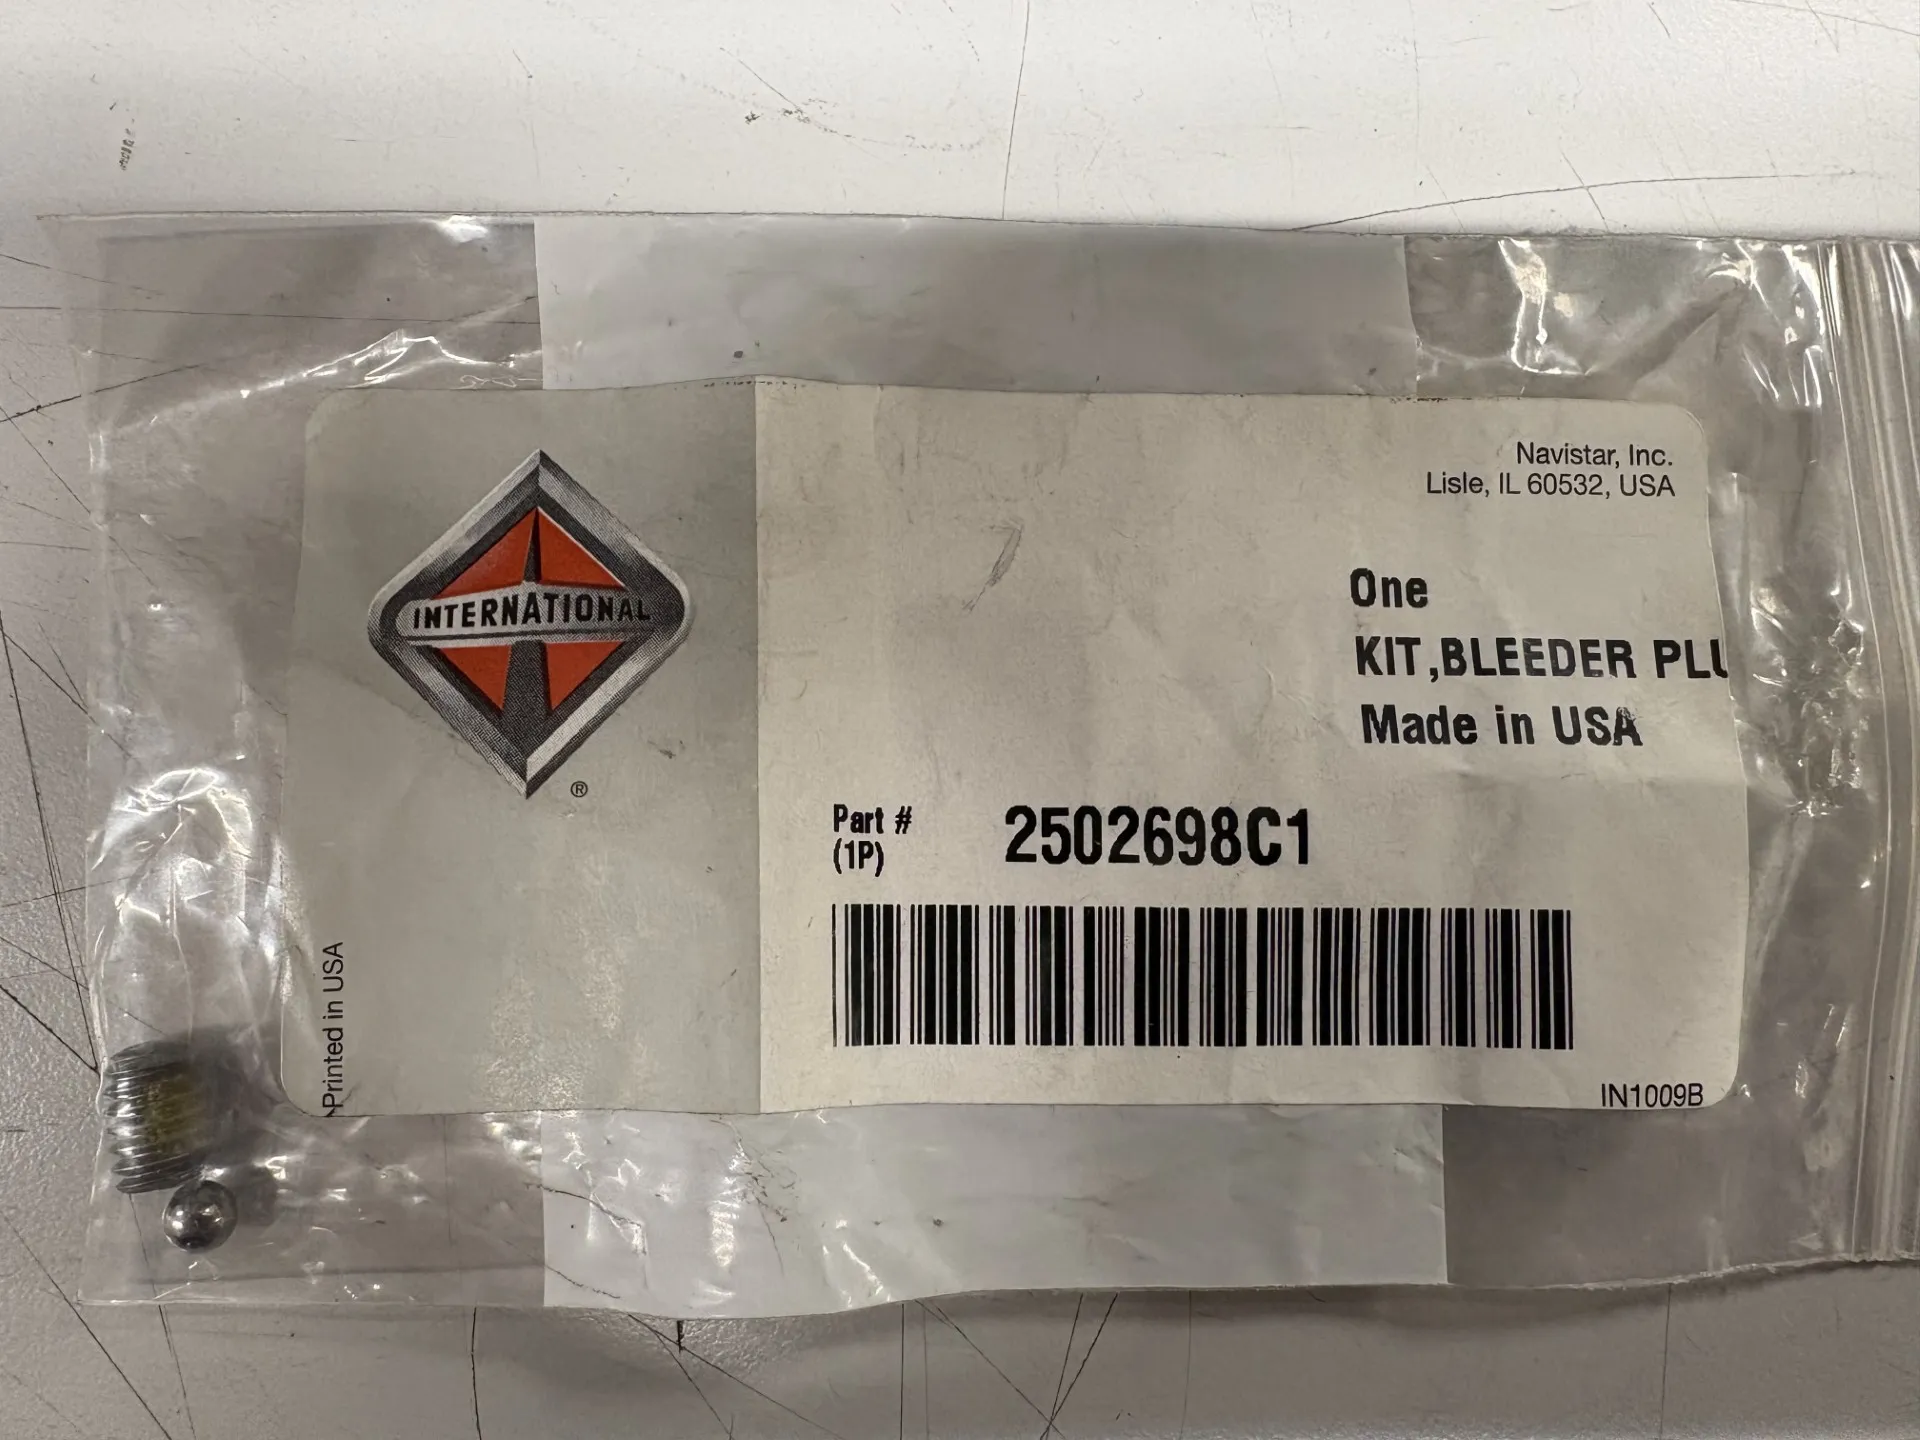 INTERNATIONAL
®
Printed in USA
Navistar, Inc.
Lisle, IL 60532, USA
One
KIT,BLEEDER PLU
Made in USA
Part # 2502698C1
(1P)
IN1009B